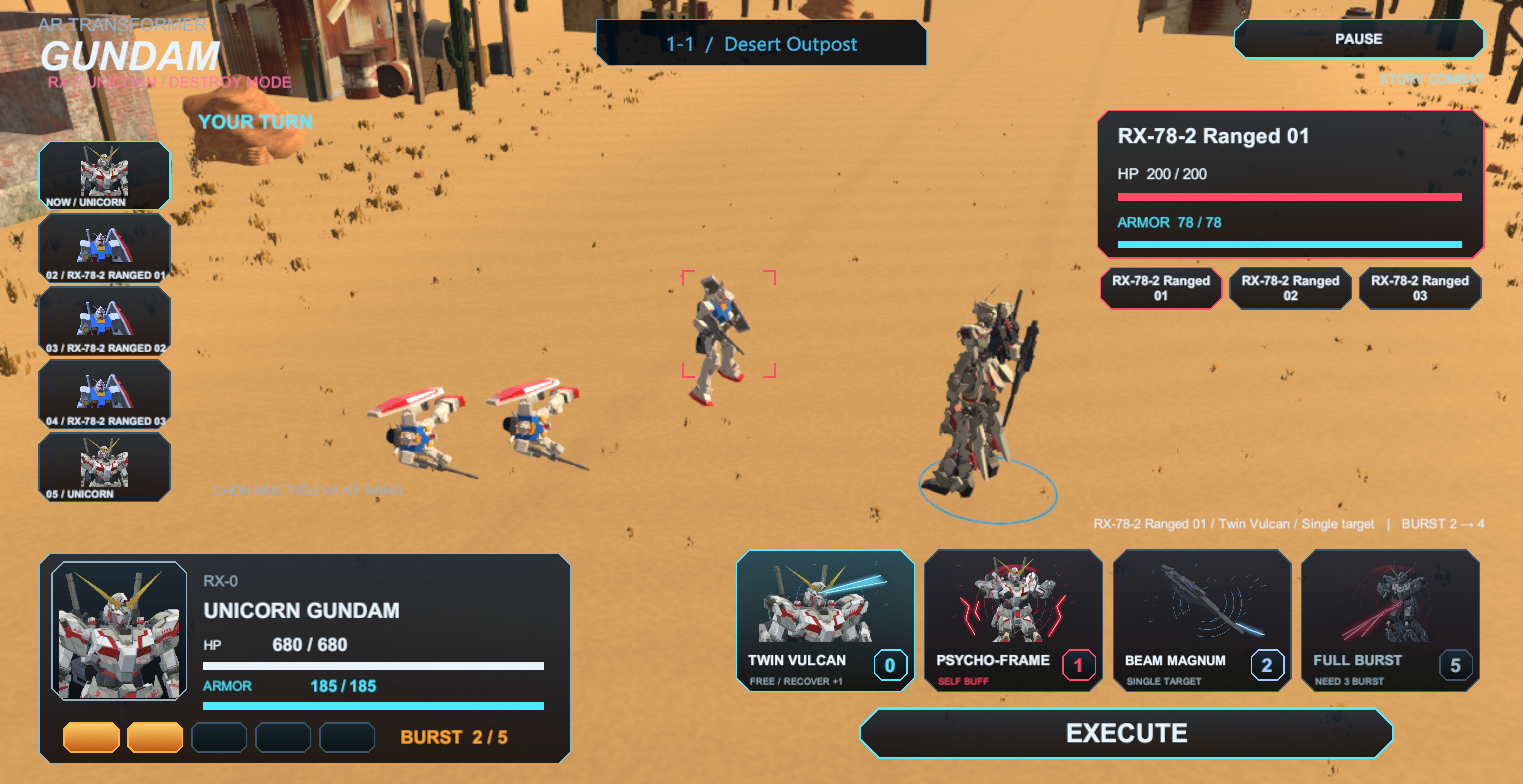 AR TRANSFORMER
GUNDAM
RX-0 UNICORN / DESTROY MODE
1-1 / Desert Outpost
PAUSE
STORY COMBAT
YOUR TURN
NOW / UNICORN
02 / RX-78-2 RANGED 01
03 / RX-78-2 RANGED 02
04 / RX-78-2 RANGED 03
05 / UNICORN
RX-78-2 Ranged 01
HP 200 / 200
ARMOR 78 / 78
RX-78-2 Ranged 01
RX-78-2 Ranged 02
RX-78-2 Ranged 03
CHỌN MỤC TIÊU VÀ KỸ NĂNG
RX-78-2 Ranged 01 / Twin Vulcan / Single target | BURST 2 → 4
RX-0
UNICORN GUNDAM
HP 680 / 680
ARMOR 185 / 185
BURST 2 / 5
TWIN VULCAN 0
FREE / RECOVER +1
PSYCHO-FRAME 1
SELF BUFF
BEAM MAGNUM 2
SINGLE TARGET
FULL BURST 5
NEED 3 BURST
EXECUTE